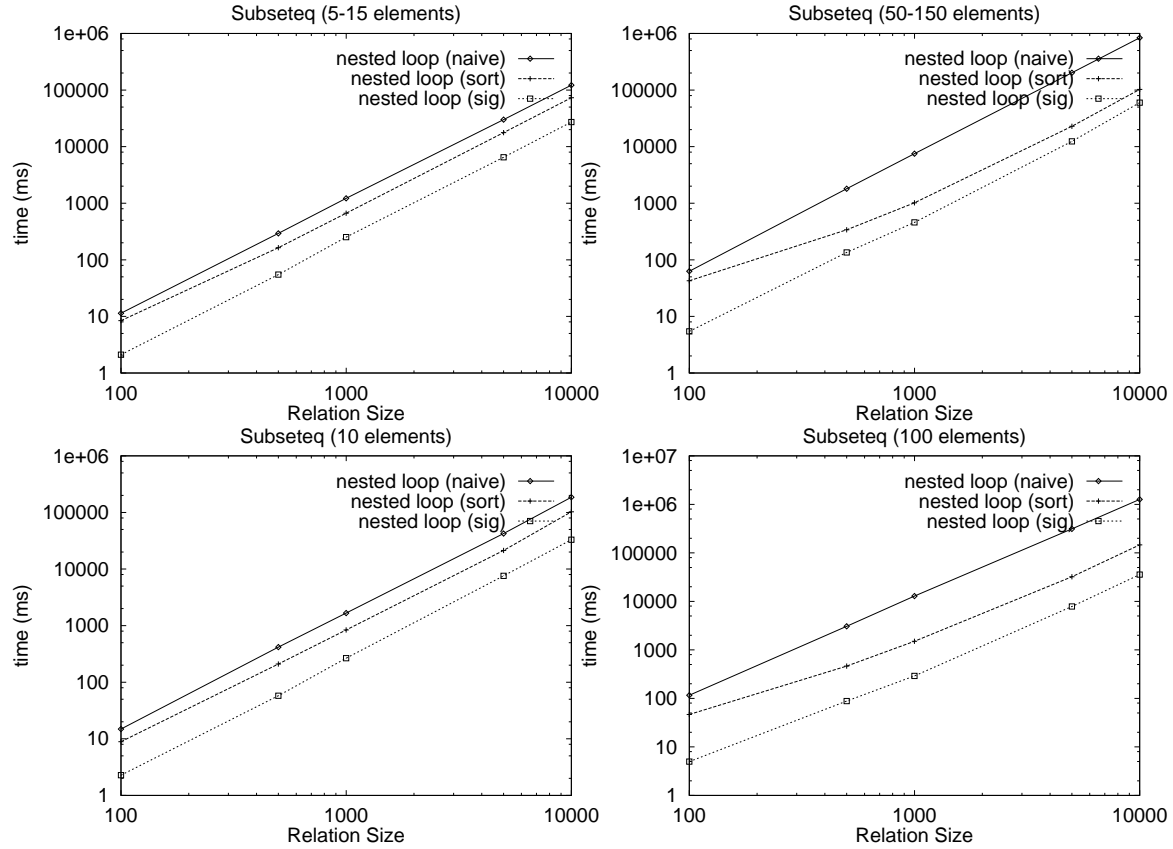 Subseteq (5-15 elements)
1e+06
100000
10000
1000
100
10
1
time (ms)
nested loop (naive)
nested loop (sort)
nested loop (sig)
100
1000
10000
Relation Size
Subseteq (50-150 elements)
1e+06
100000
10000
1000
100
10
1
time (ms)
nested loop (naive)
nested loop (sort)
nested loop (sig)
100
1000
10000
Relation Size
Subseteq (10 elements)
1e+06
100000
10000
1000
100
10
1
time (ms)
nested loop (naive)
nested loop (sort)
nested loop (sig)
100
1000
10000
Relation Size
Subseteq (100 elements)
1e+07
1e+06
100000
10000
1000
100
10
1
time (ms)
nested loop (naive)
nested loop (sort)
nested loop (sig)
100
1000
10000
Relation Size